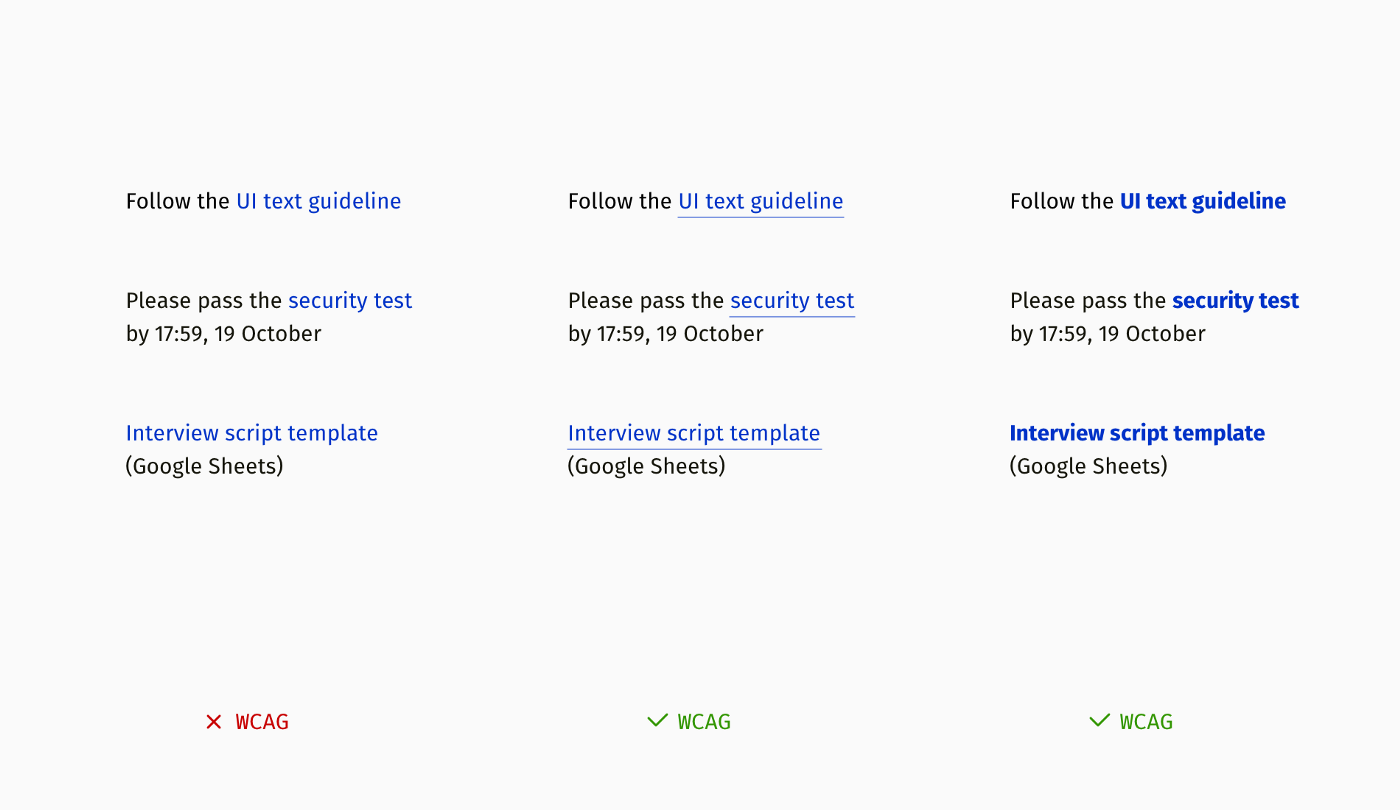 Follow the UI text guideline
Please pass the security test
by 17:59, 19 October
Interview script template
(Google Sheets)
✕ WCAG
Follow the UI text guideline
Please pass the security test
by 17:59, 19 October
Interview script template
(Google Sheets)
✓ WCAG
Follow the UI text guideline
Please pass the security test
by 17:59, 19 October
Interview script template
(Google Sheets)
✓ WCAG